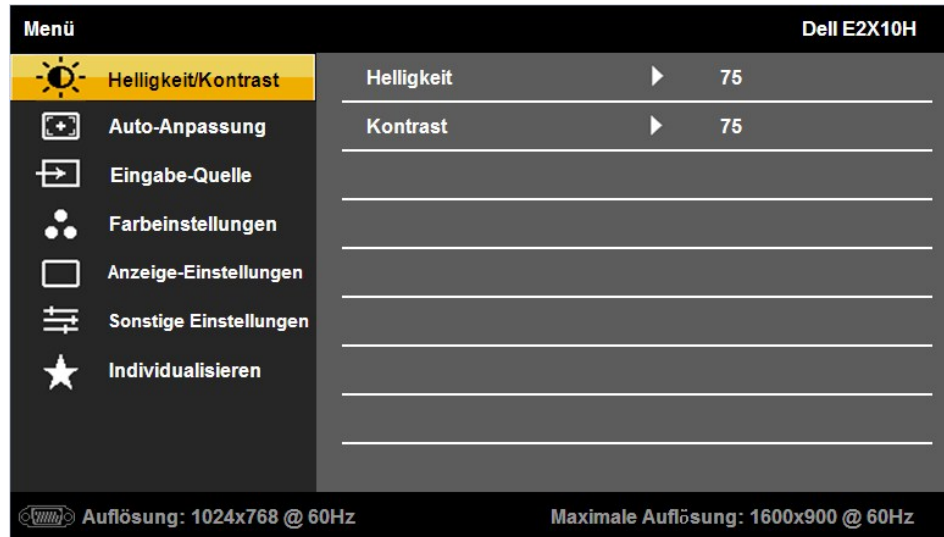 Menü Dell E2X10H
Helligkeit/Kontrast Helligkeit 75
Auto-Anpassung Kontrast 75
Eingabe-Quelle
Farbeinstellungen
Anzeige-Einstellungen
Sonstige Einstellungen
Individualisieren
Auflösung: 1024x768 @ 60Hz Maximale Auflösung: 1600x900 @ 60Hz